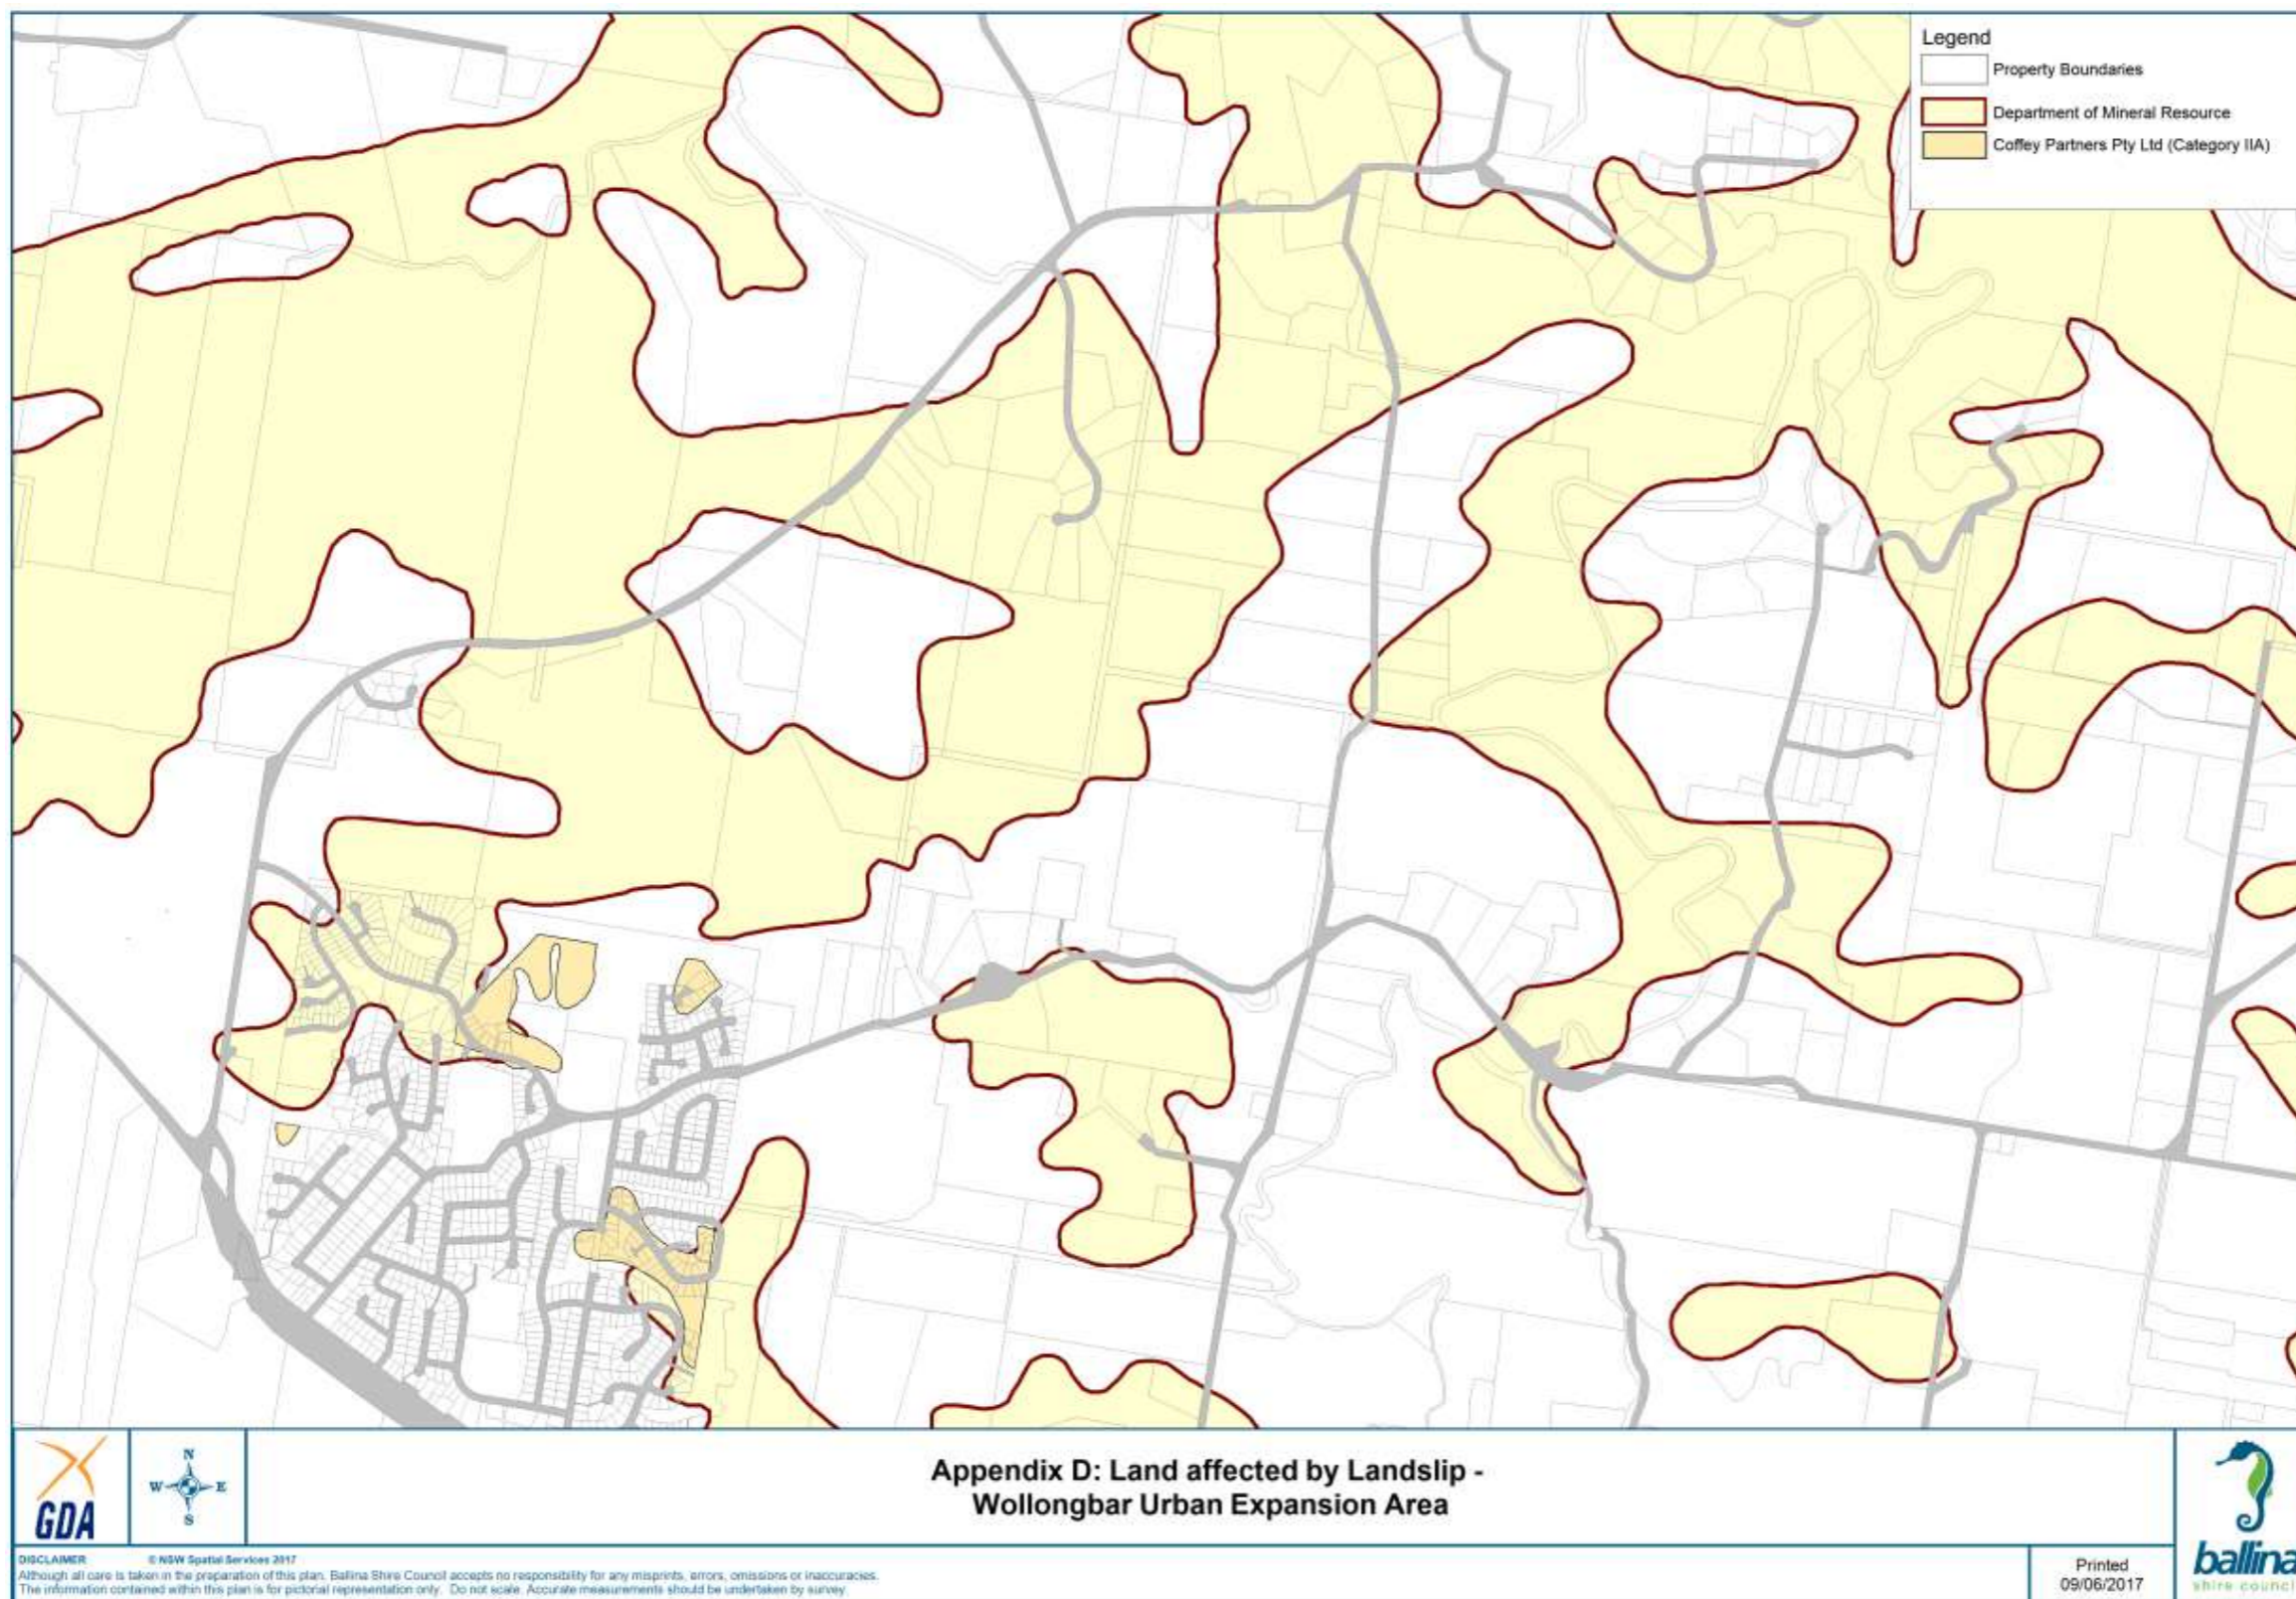 Legend
Property Boundaries
Department of Mineral Resource
Coffey Partners Pty Ltd (Category IIA)
GDA
N
W E
S
Appendix D: Land affected by Landslip -
Wollongbar Urban Expansion Area
DISCLAIMER © NSW Spatial Services 2017
Although all care is taken in the preparation of this plan, Ballina Shire Council accepts no responsibility for any misprints, errors, omissions or inaccuracies.
The information contained within this plan is for pictorial representation only. Do not scale. Accurate measurements should be undertaken by survey.
Printed
09/06/2017
ballina
shire counci